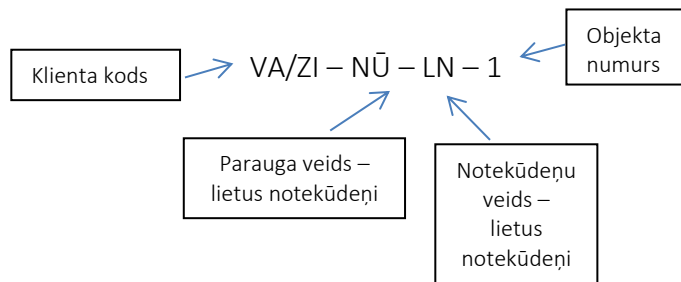 VA/ZI – NŪ – LN – 1
Objekta
numurs
Klienta kods
Parauga veids –
lietus notekūdeņi
Notekūdeņu
veids –
lietus
notekūdeņi